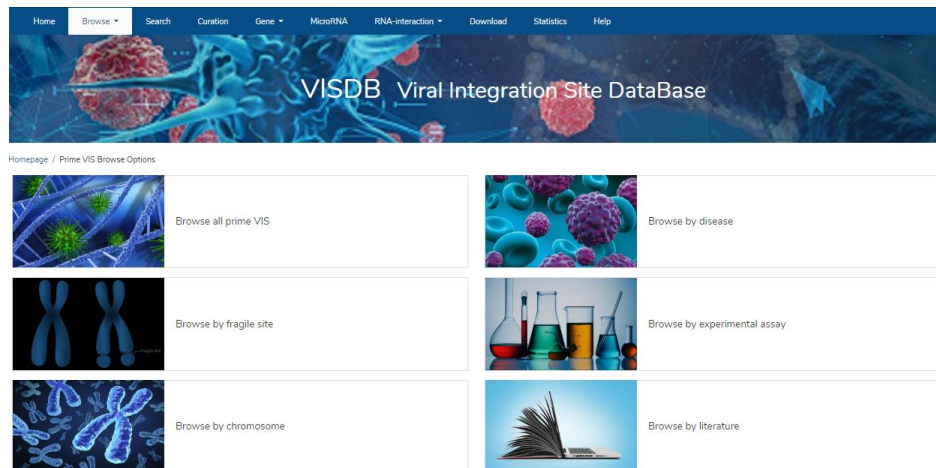 Home Browse Search Curation Gene MicroRNA RNA-interaction Download Statistics Help
VISDB Viral Integration Site DataBase
Homepage / Prime VIS Browse Options
Browse all prime VIS
Browse by disease
Browse by fragile site
Browse by experimental assay
Browse by chromosome
Browse by literature